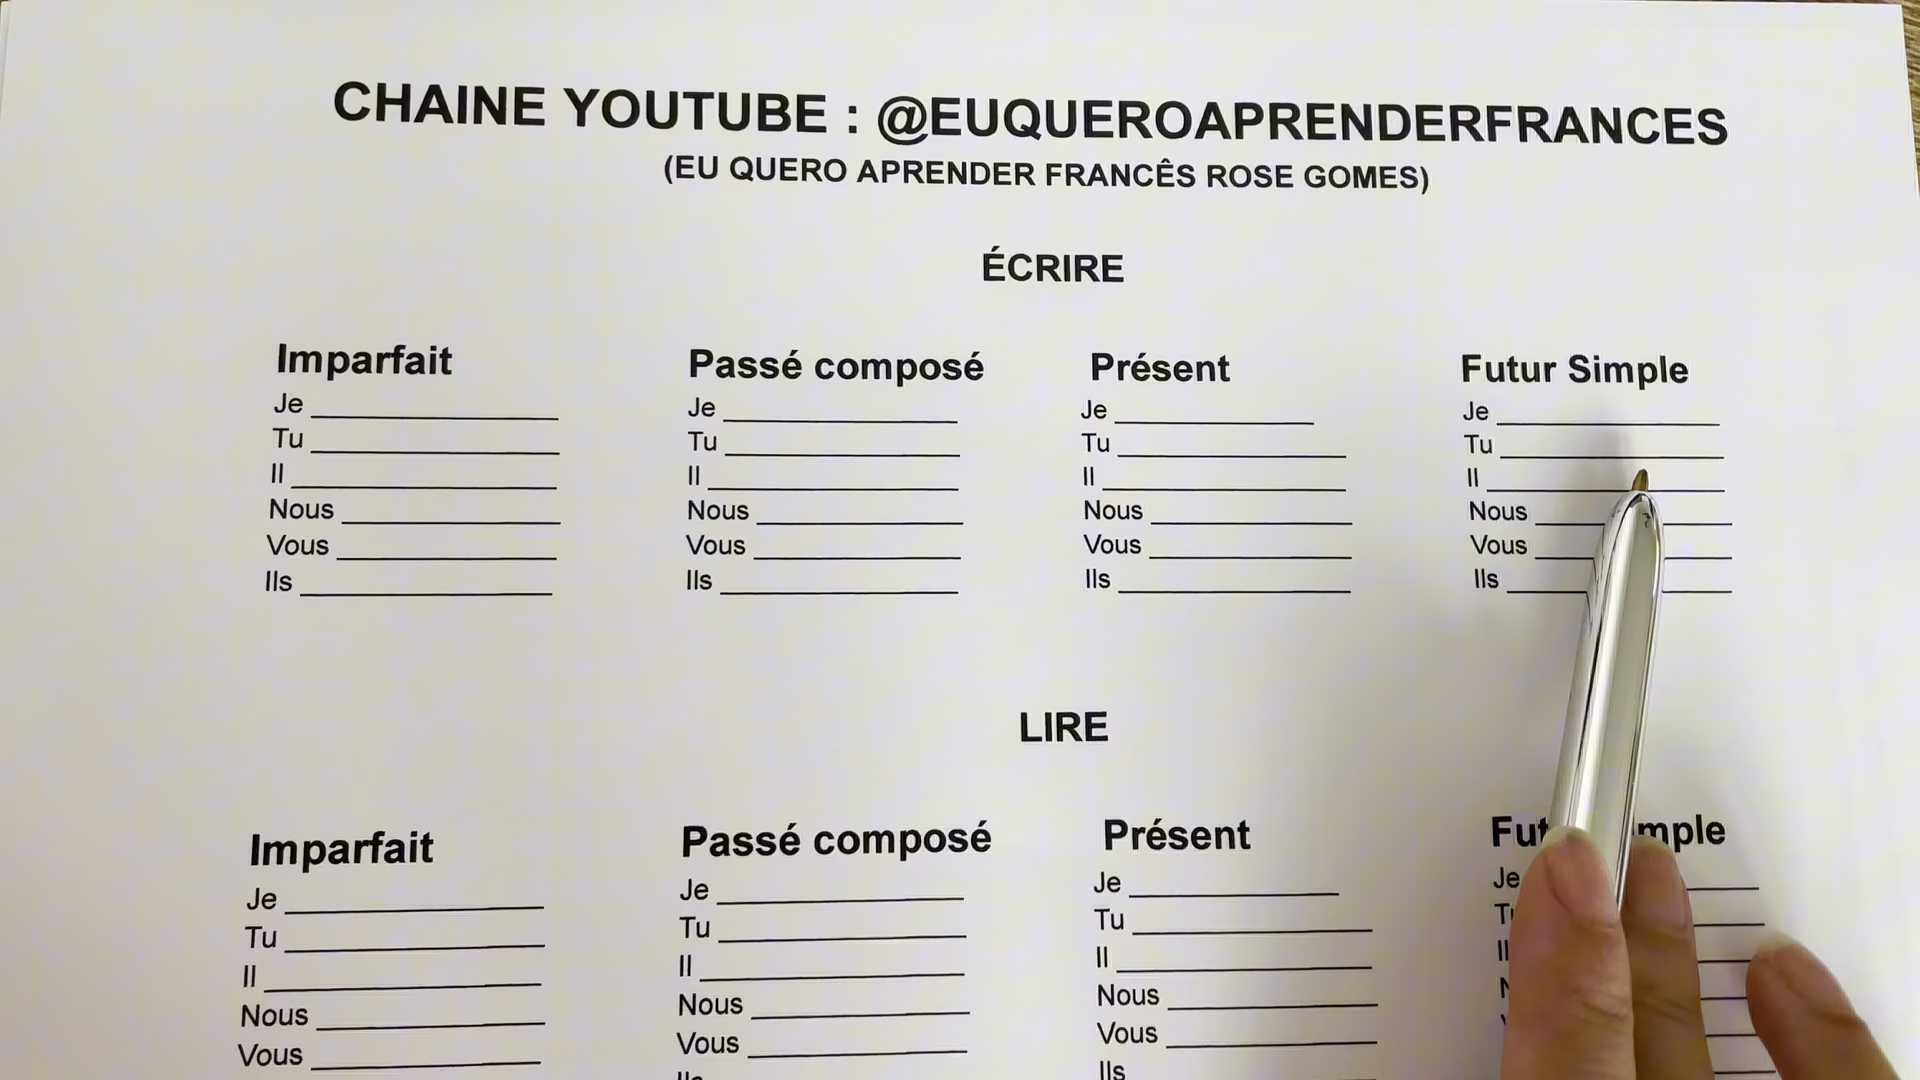 CHAINE YOUTUBE : @EUQUEROAPRENDERFRANCES
(EU QUERO APRENDER FRANCÊS ROSE GOMES)
ÉCRIRE
Imparfait
Je
Tu
Il
Nous
Vous
Ils
Passé composé
Je
Tu
Il
Nous
Vous
Ils
Présent
Je
Tu
Il
Nous
Vous
Ils
Futur Simple
Je
Tu
Il
Nous
Vous
Ils
LIRE
Imparfait
Je
Tu
Il
Nous
Vous
Passé composé
Je
Tu
Il
Nous
Vous
Présent
Je
Tu
Il
Nous
Vous
Ils
Je